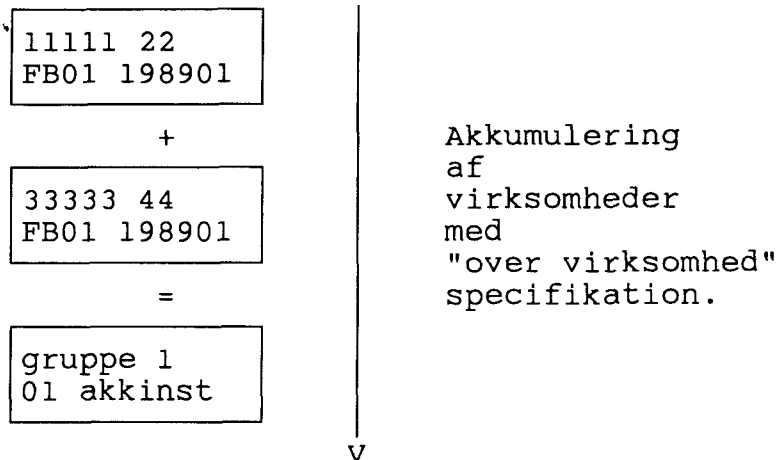 11111 22
FB01 198901
+
33333 44
FB01 198901
=
gruppe 1
01 akkinst
V
Akkumulering
af
virksomheder
med
"over virksomhed"
specifikation.